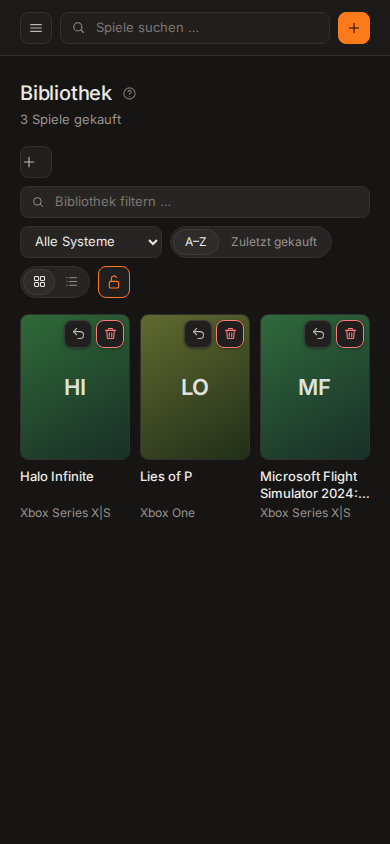 Spiele suchen ...
Bibliothek
3 Spiele gekauft
Bibliothek filtern ...
Alle Systeme
A–Z
Zuletzt gekauft
HI
LO
MF
Halo Infinite
Lies of P
Microsoft Flight
Simulator 2024:...
Xbox Series X|S
Xbox One
Xbox Series X|S